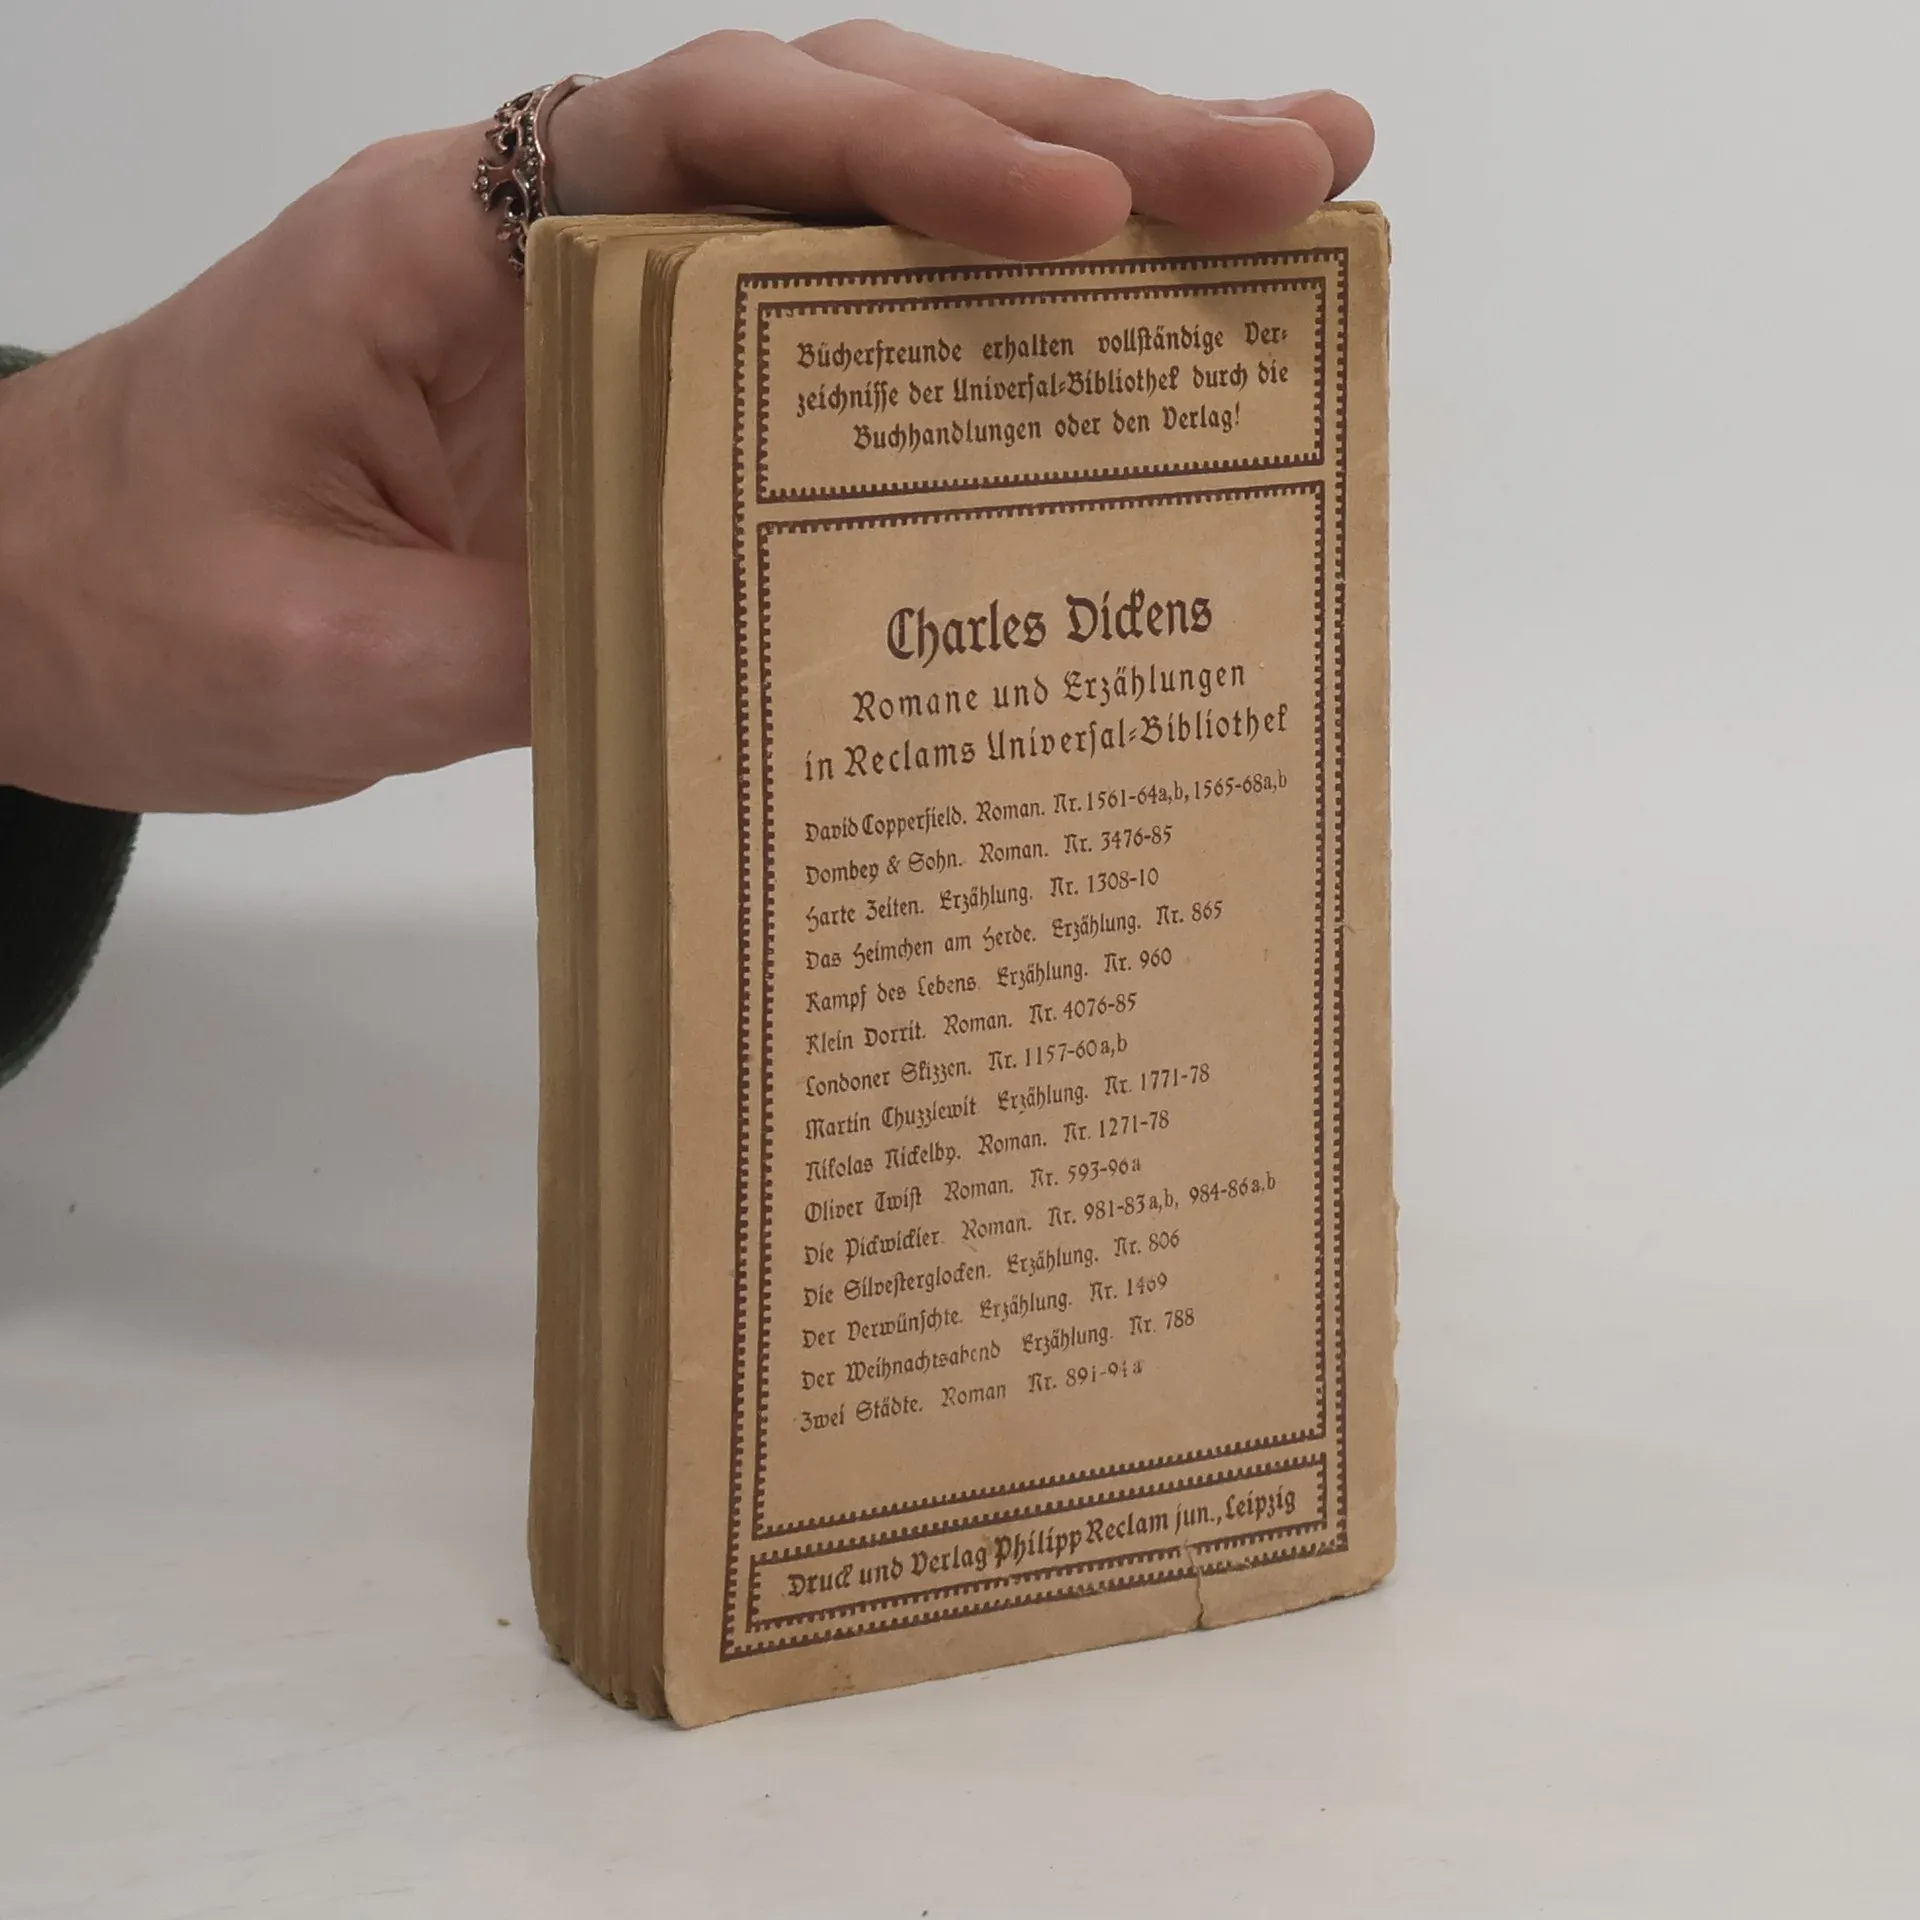 Bücherfreunde erhalten vollständige Ver-
zeichnisse der Universal-Bibliothek durch die
Buchhandlungen oder den Verlag!
Charles Dickens
Romane und Erzählungen
in Reclams Universal-Bibliothek
David Copperfield. Roman. Nr. 1561-64a,b, 1565-68a,b
Dombey & Sohn. Roman. Nr. 3476-85
Harte Zeiten. Erzählung. Nr. 1308-10
Das Heimchen am Herde. Erzählung. Nr. 865
Kampf des Lebens. Erzählung. Nr. 960
Klein Dorrit. Roman. Nr. 4076-85
Londoner Skizzen. Nr. 1157-60a,b
Martin Chuzzlewit Erzählung. Nr. 1771-78
Nikolas Nickelby. Roman. Nr. 1271-78
Oliver Twist Roman. Nr. 593-96a
Die Pickwickier. Roman. Nr. 981-83a,b, 984-86a,b
Die Silvesterglocken. Erzählung. Nr. 806
Der Verwünschte. Erzählung. Nr. 1469
Der Weihnachtsabend Erzählung. Nr. 788
Zwei Städte. Roman Nr. 891-94a
Druck und Verlag Philipp Reclam jun., Leipzig